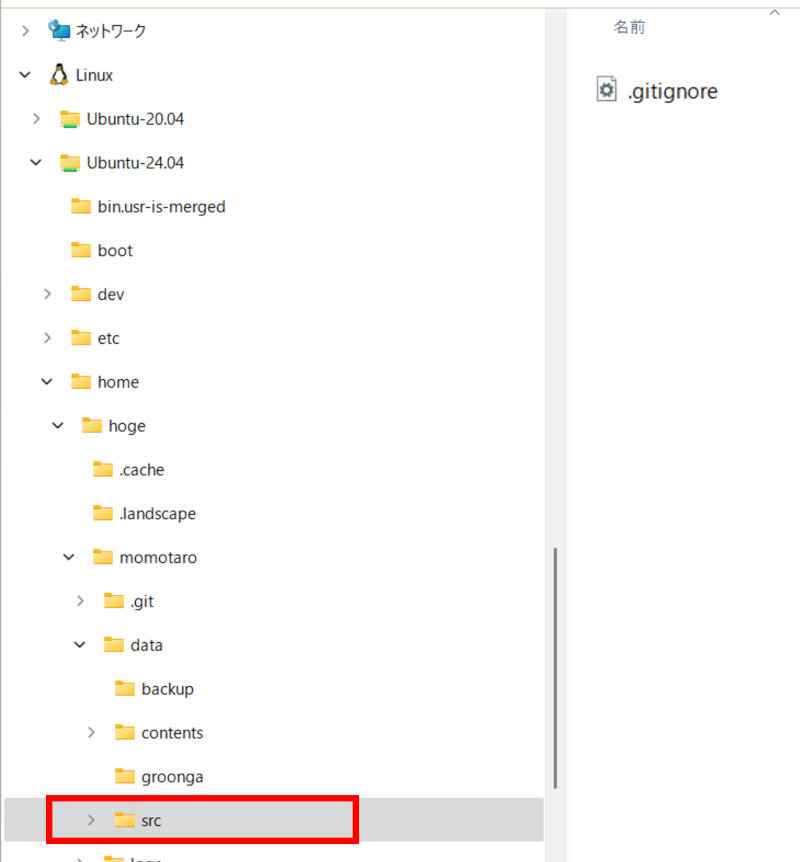 ネットワーク
Linux
Ubuntu-20.04
Ubuntu-24.04
bin.usr-is-merged
boot
dev
etc
home
hoge
.cache
.landscape
momotaro
.git
data
backup
contents
groonga
src
名前
.gitignore